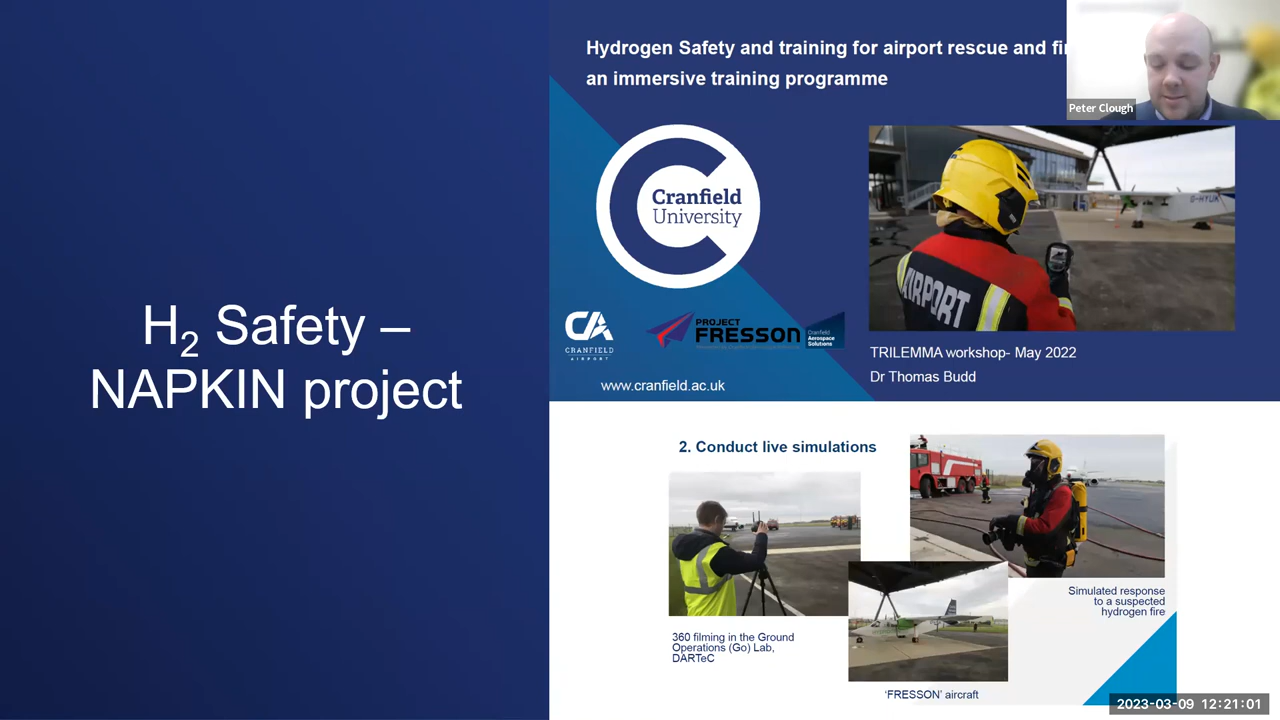 H2 Safety –
NAPKIN project
Hydrogen Safety and training for airport rescue and
an immersive training programme
Peter Clough
Cranfield
University
G-HYUK
AIRPORT
CA
CRANFIELD
AIRPORT
PROJECT
FRESSON
Cranfield
Aerospace
Solutions
www.cranfield.ac.uk
TRILEMMA workshop- May 2022
Dr Thomas Budd
2. Conduct live simulations
Simulated response
to a suspected
hydrogen fire
360 filming in the Ground
Operations (Go) Lab,
DARTeC
‘FRESSON’ aircraft
2023-03-09 12:21:01